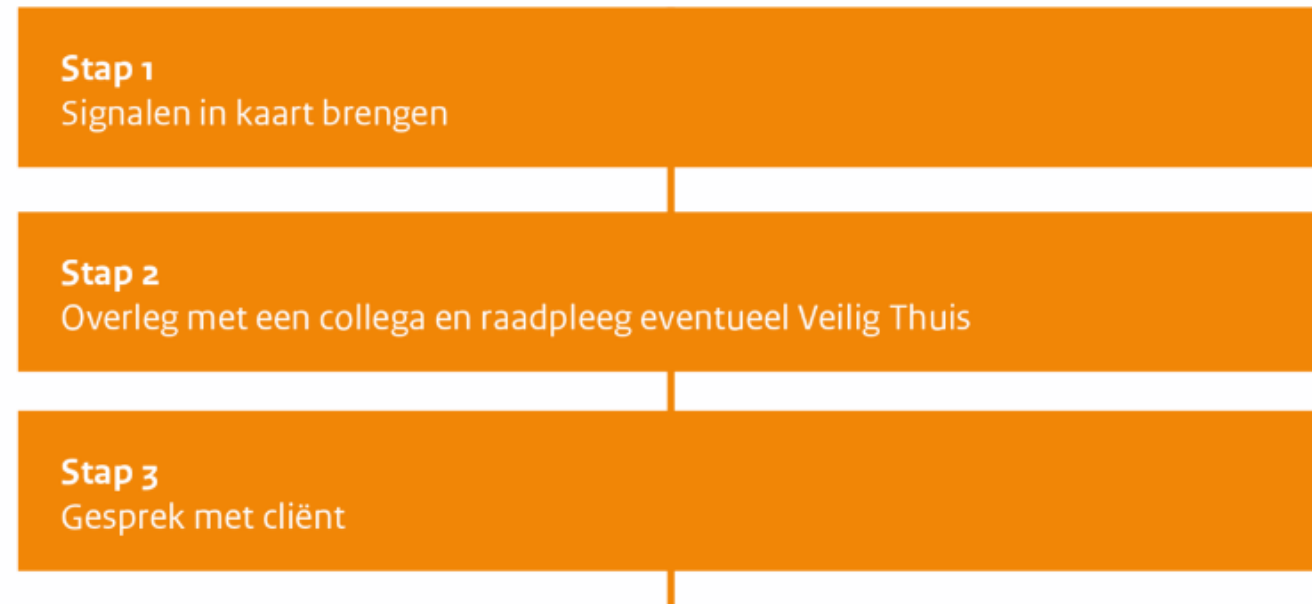 Stap 1
Signalen in kaart brengen
Stap 2
Overleg met een collega en raadpleeg eventueel Veilig Thuis
Stap 3
Gesprek met cliënt